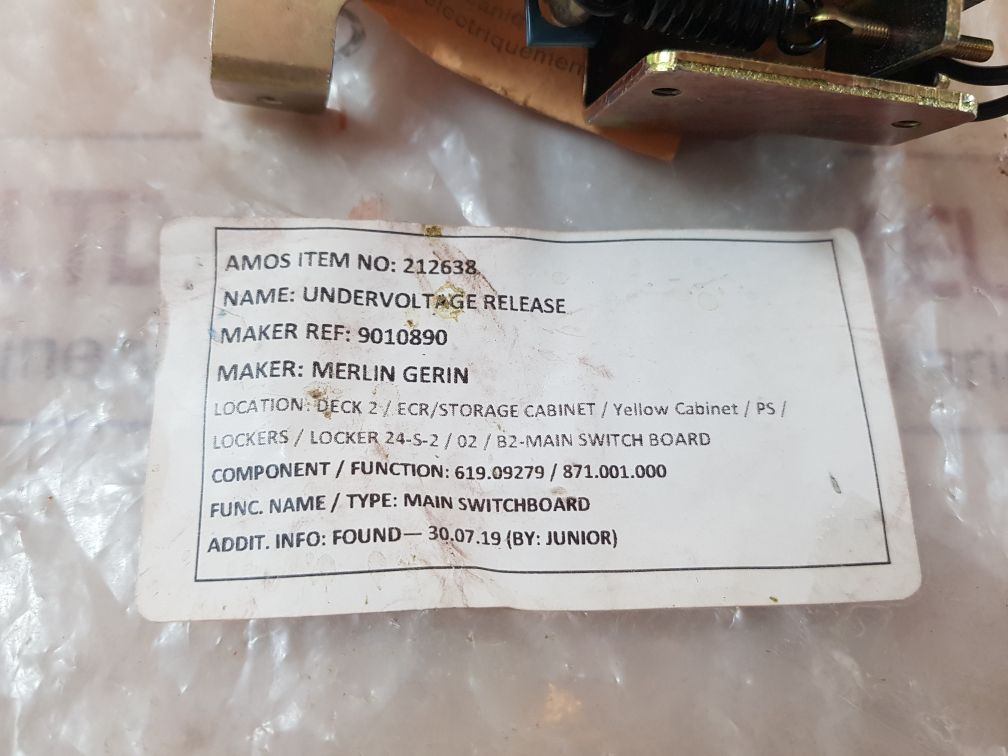 électriquement
AMOS ITEM NO: 212638
NAME: UNDERVOLTAGE RELEASE
MAKER REF: 9010890
MAKER: MERLIN GERIN
LOCATION: DECK 2 / ECR/STORAGE CABINET / Yellow Cabinet / PS /
LOCKERS / LOCKER 24-S-2 / 02 / B2-MAIN SWITCH BOARD
COMPONENT / FUNCTION: 619.09279 / 871.001.000
FUNC. NAME / TYPE: MAIN SWITCHBOARD
ADDIT. INFO: FOUND— 30.07.19 (BY: JUNIOR)